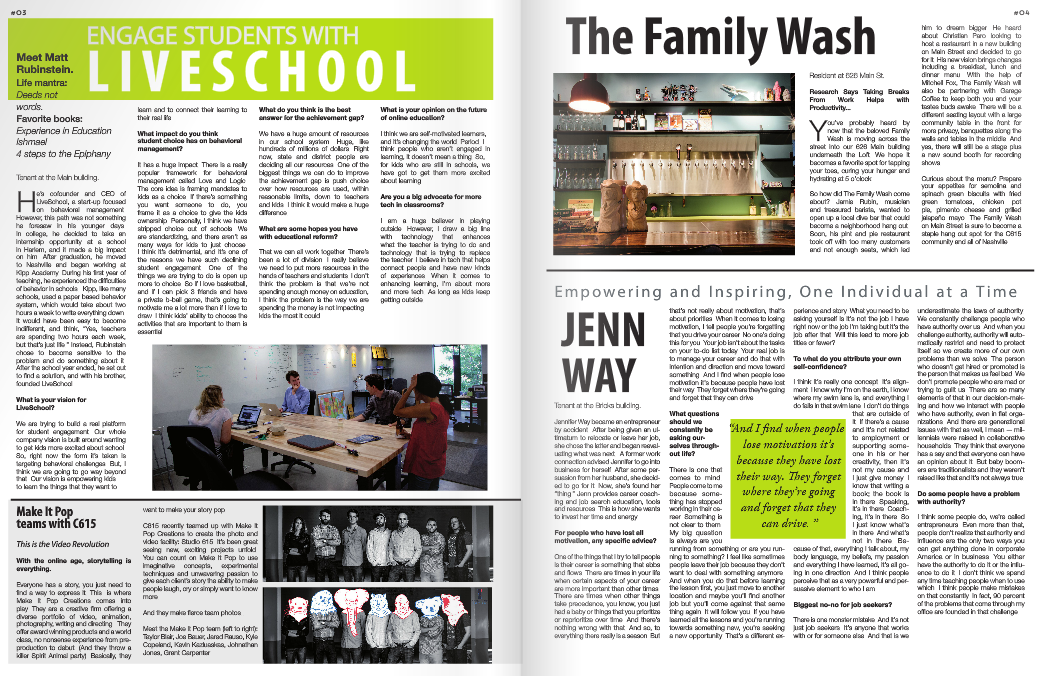 #03
ENGAGE STUDENTS WITH
LIVESCHOOL
Meet Matt
Rubinstein.
Life mantra:
Deeds not
words.
Favorite books:
Experience in Education
Ishmael
4 steps to the Epiphany
Tenant at the Main building.
He's cofounder and CEO of
LiveSchool, a start-up focused
on behavioral management
However, this path was not something
he foresaw in his younger days
In college, he decided to take an
internship opportunity at a school
in Harlem, and it made a big impact
on him After graduation, he moved
to Nashville and began working at
Kipp Academy During his first year of
teaching, he experienced the difficulties
of behavior in schools Kipp, like many
schools, used a paper based behavior
system, which would take about two
hours a week to write everything down
It would have been easy to become
indifferent, and think, "Yes, teachers
are spending two hours each week,
but that's just life " Instead, Rubinstein
chose to become sensitive to the
problem and do something about it
After the school year ended, he set out
to find a solution, and with his brother,
founded LiveSchool
What is your vision for
LiveSchool?
We are trying to build a real platform
for student engagement Our whole
company vision is built around wanting
to get kids more excited about school
So, right now the form it's taken is
targeting behavioral challenges But, I
think we are going to go way beyond
that Our vision is empowering kids
to learn the things that they want to
learn and to connect their learning to
their real life
What impact do you think
student choice hes on behavioral
management?
It has a huge impact There is a really
popular framework for behavioral
management called Love and Logic
The core idea is framing mandates to
kids as a choice If there's something
you want someone to do, you
frame it as a choice to give the kids
ownership Personally, I think we have
stripped choice out of schools We
are standardizing, and there aren't as
many ways for kids to just choose
I think it's detrimental, and it's one of
the reasons we have such declining
student engagement One of the
things we are trying to do is open up
more to choice So if I love basketball,
and if I can pick 3 friends and have
a private b-ball game, that's going to
motivate me a lot more than if I love to
draw I think kids' ability to choose the
activities that are important to them is
essential
What do you think is the best
answer for the achievement gap?
We have a huge amount of resources
in our school system Huge, like
hundreds of millions of dollars Right
now, state and district people are
deciding all our resources One of the
biggest things we can do to improve
the achievement gap is push choice
over how resources are used, within
reasonable limits, down to teachers
and kids I think it would make a huge
difference
What are some hopes you have
with educational reform?
That we can all work together There's
been a lot of division I really believe
we need to put more resources in the
hands of teachers and students I don't
think the problem is that we're not
spending enough money on education,
I think the problem is the way we are
spending the money is not impacting
kids the most it could
What is your opinion on the future
of online education?
I think we are self-motivated learners,
and it's changing the world Period I
think people who aren't engaged in
learning, it doesn't mean a thing So,
for kids who are still in schools, we
have got to get them more excited
about learning
Are you a big advocate for more
tech in classrooms?
I am a huge believer in playing
outside However, I draw a big line
with technology that enhances
what the teacher is trying to do and
technology that is trying to replace
the teacher I believe in tech that helps
connect people and have new kinds
of experiences When it comes to
enhancing learning, I'm about more
and more tech As long as kids keep
getting outside
Make It Pop
teams with C615
This is the Video Revolution
With the online age, storytelling is
everything.
Everyone has a story, you just need to
find a way to express it This is where
Make It Pop Creations comes into
play They are a creative firm offering a
diverse portfolio of video, animation,
photography, writing and directing They
offer award winning products and a world
class, no nonsense experience from pre-
production to debut (And they throw a
killer Spirit Animal party) Basically, they
want to make your story pop
C615 recently teamed up with Make It
Pop Creations to create the photo and
video facility: Studio 615 It's been great
seeing new, exciting projects unfold
You can count on Make It Pop to use
imaginative concepts, experimental
techniques and unwavering passion to
give each client's story the ability to make
people laugh, cry or simply want to know
more
And they make fierce team photos
Meet the Make It Pop team (left to right):
Taylor Blair, Joe Bauer, Jarad Rauso, Kyle
Copeland, Kevin Kazlauskas, Johnathan
Jones, Grant Carpenter
#04
The Family Wash
Resident at 626 Main St.
Research Says Taking Breaks
From Work Helps with
Productivity...
You've probably heard by
now that the beloved Family
Wash is moving across the
street into our 626 Main building
underneath the Loft. We hope it
becomes a favorite spot for tapping
your toes, curing your hunger and
hydrating at 5 o'clock
So how did The Family Wash come
about? Jamie Rubin, musician
and treasured barista, wanted to
open up a local dive bar that could
become a neighborhood hang out
Soon, his pint and pie restaurant
took off with too many customers
and not enough seats, which led
him to dream bigger He heard
about Christian Paro looking to
host a restaurant in a new building
on Main Street and decided to go
for it His new vision brings changes
including a breakfast, lunch and
dinner menu With the help of
Mitchell Fox, The Family Wash will
also be partnering with Garage
Coffee to keep both you and your
tastes buds awake There will be a
different seating layout with a large
community table in the front for
more privacy, banquettes along the
walls and tables in the middle And
yes, there will still be a stage plus
a new sound booth for recording
shows
Curious about the menu? Prepare
your appetites for semoline and
spinach green biscuits with fried
green tomatoes, chicken pot
pie, pimento cheese and grilled
jalapeño mayo The Family Wash
on Main Street is sure to become a
staple hang out spot for the C615
community end all of Nashville
Empowering and Inspiring, One Individual at a Time
JENN
WAY
Tenant at the Bricks building.
Jennifer Way became an entrepreneur
by accident After being given an ul-
timatum to relocate or leave her job,
she chose the latter and began reeval-
uating what was next A former work
connection advised Jennifer to go into
business for herself After some per-
suasion from her husband, she decid-
ed to go for it Now, she's found her
"thing " Jenn provides career coach-
ing and job search education, tools
and resources This is how she wants
to invest her time and energy
For people who have lost all
motivation, any specific advice?
One of the things that I try to tell people
is their career is something that ebbs
and flows There are times in your life
when certain aspects of your career
are more important than other times
There are times when other things
take precedence, you know, you just
had a baby or things that you prioritize
or reprioritize over time And there's
nothing wrong with that And so, to
everything there really is a season But
that's not really about motivation, that's
about priorities When it comes to losing
motivation, I tell people you're forgetting
that you drive your career No one's doing
this for you Your job isn't about the tasks
on your to-do list today Your real job is
to manage your career and do that with
intention and direction and move toward
something And I find when people lose
motivation it's because people have lost
their way They forget where they're going
and forget that they can drive
What questions
should we
constantly be
asking our-
selves through-
out life?
There is one that
comes to mind
People come to me
because some-
thing has stopped
working in their ca-
reer Something is
not clear to them
My big question
is always are you
running from something or are you run-
ning to something? I feel like sometimes
people leave their job because they don't
want to deal with something anymore
And when you do that before learning
the lesson first, you just move to another
location and maybe you'll find another
job but you'll come against that same
thing again It will follow you If you have
learned all the lessons and you're running
towards something new, you're seeking
a new opportunity That's a different ex-
"And I find when people
lose motivation it's
because they have lost
their way. They forget
where they're going
and forget that they
can drive. "
perience and story What you need to be
asking yourself is it's not the job I have
right now or the job I'm taking but it's the
job after that Will this lead to more job
titles or fewer?
To what do you attribute your own
self-confidence?
I think it's really one concept It's align-
ment I know why I'm on the earth, I know
where my swim lane is, and everything I
do falls in that swim lane I don't do things
that are outside of
it If there's a cause
and it's not related
to employment or
supporting some-
one in his or her
creativity, then it's
not my cause and
I just give money I
know that writing a
book; the book is
in there Speaking,
it's in there Coach-
ing, it's in there So
I just know what's
in there And what's
not in there Be-
cause of that, everything I talk about, my
body language, my beliefs, my passion
and everything I have learned, it's all go-
ing in one direction And I think people
perceive that as a very powerful and per-
suasive element to who I am
Biggest no-no for job seekers?
There is one monster mistake And it's not
just job seekers It's anyone that works
with or for someone else And that is we
underestimate the laws of authority
We constantly challenge people who
have authority over us And when you
challenge authority, authority will auto-
matically restrict and need to protect
itself so we create more of our own
problems than we solve The person
who doesn't get hired or promoted is
the person that makes us feel bad We
don't promote people who are mad or
trying to guilt us There are so many
elements of that in our decision-mak-
ing and how we interact with people
who have authority, even in flat orga-
nizations And there are generational
issues with that as well, I mean — mil-
lennials were raised in collaborative
households They think that everyone
has a say and that everyone can have
an opinion about it But baby boom-
ers are traditionalists and they weren't
raised like that and it's not always true
Do some people have a problem
with authority?
I think some people do, we're called
entrepreneurs Even more than that,
people don't realize that authority and
influence are the only two ways you
can get anything done in corporate
America or in business You either
have the authority to do it or the influ-
ence to do it I don't think we spend
any time teaching people when to use
which I think people make mistakes
on that constantly In fact, 90 percent
of the problems that come through my
office are founded in that challenge